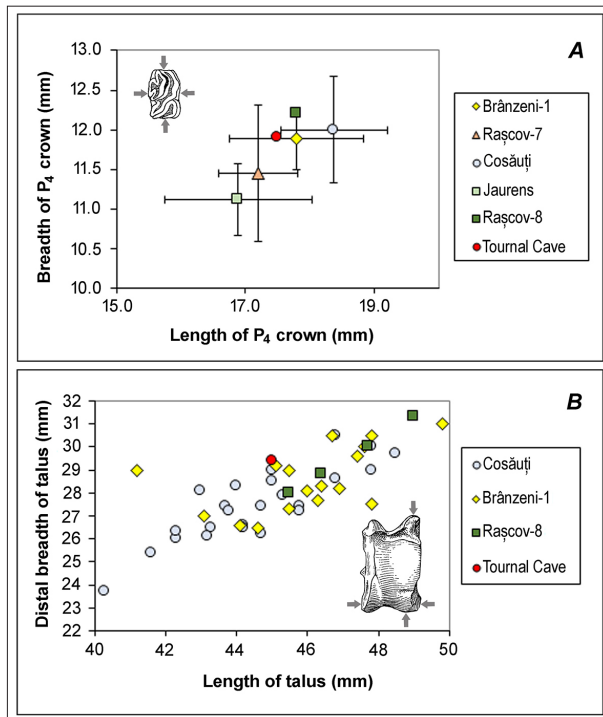 A
13.0
12.5
12.0
11.5
11.0
10.5
10.0
Breadth of P4 crown (mm)
15.0 17.0 19.0
Length of P4 crown (mm)
Brânzeni-1
Rașcov-7
Cosăuți
Jaurens
Rașcov-8
Tournal Cave
B
32
31
30
29
28
27
26
25
24
23
22
Distal breadth of talus (mm)
40 42 44 46 48 50
Length of talus (mm)
Cosăuți
Brânzeni-1
Rașcov-8
Tournal Cave